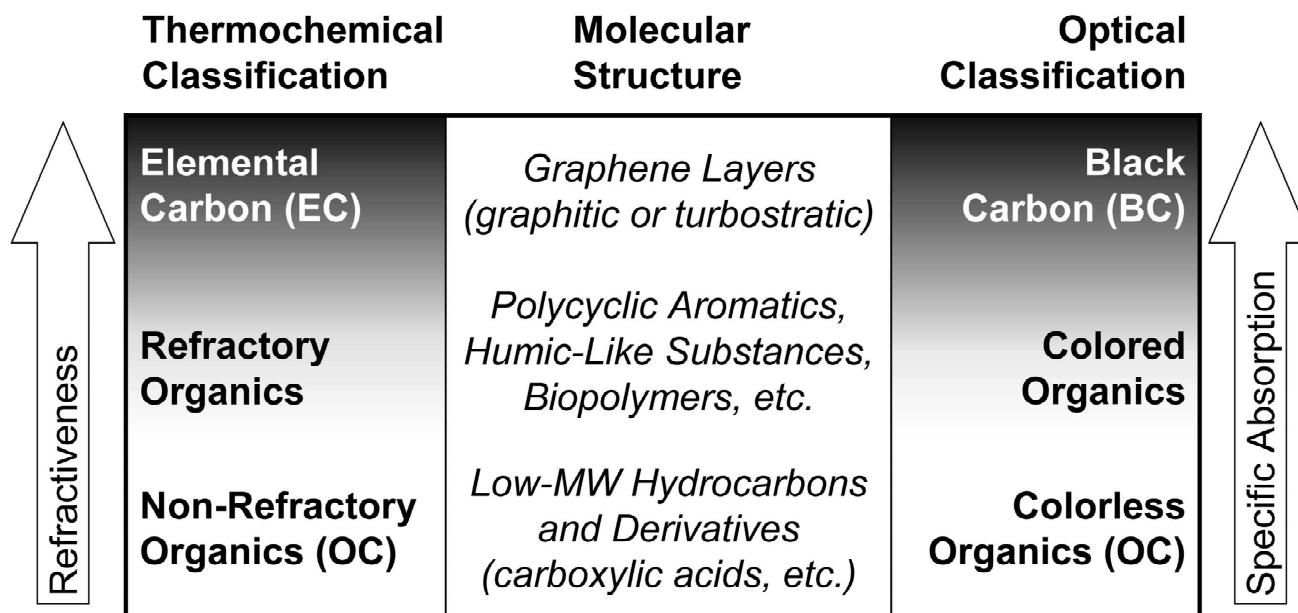 Thermochemical
Classification
Molecular
Structure
Optical
Classification
Refractiveness
Elemental
Carbon (EC)
Graphene Layers
(graphitic or turbostratic)
Black
Carbon (BC)
Refractory
Organics
Polycyclic Aromatics,
Humic-Like Substances,
Biopolymers, etc.
Colored
Organics
Non-Refractory
Organics (OC)
Low-MW Hydrocarbons
and Derivatives
(carboxylic acids, etc.)
Colorless
Organics (OC)
Specific Absorption